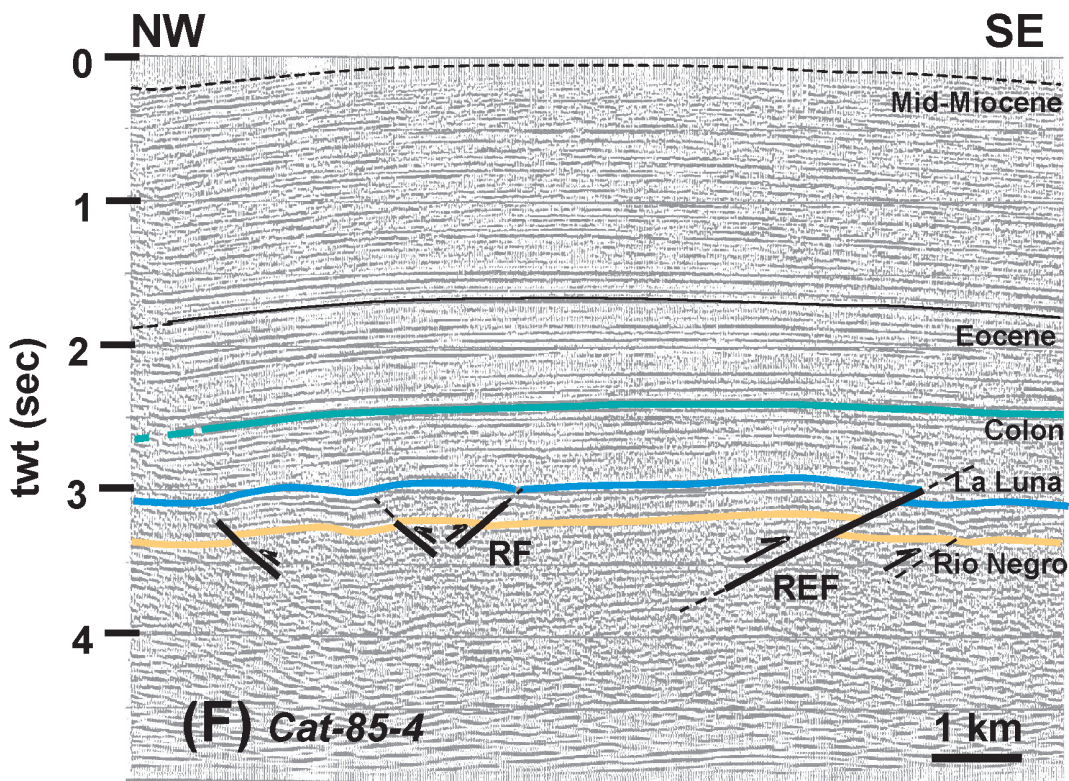 NW SE
0
Mid-Miocene
1
Eocene
2
twt (sec)
Colon
La Luna
3
RF
Rio Negro
REF
4
(F) Cat-85-4
1 km